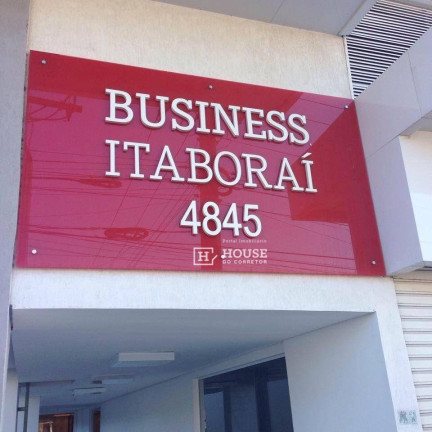 BUSINESS
ITABORAÍ
4845
Portal Imobiliário
HOUSE
DO CORRETOR